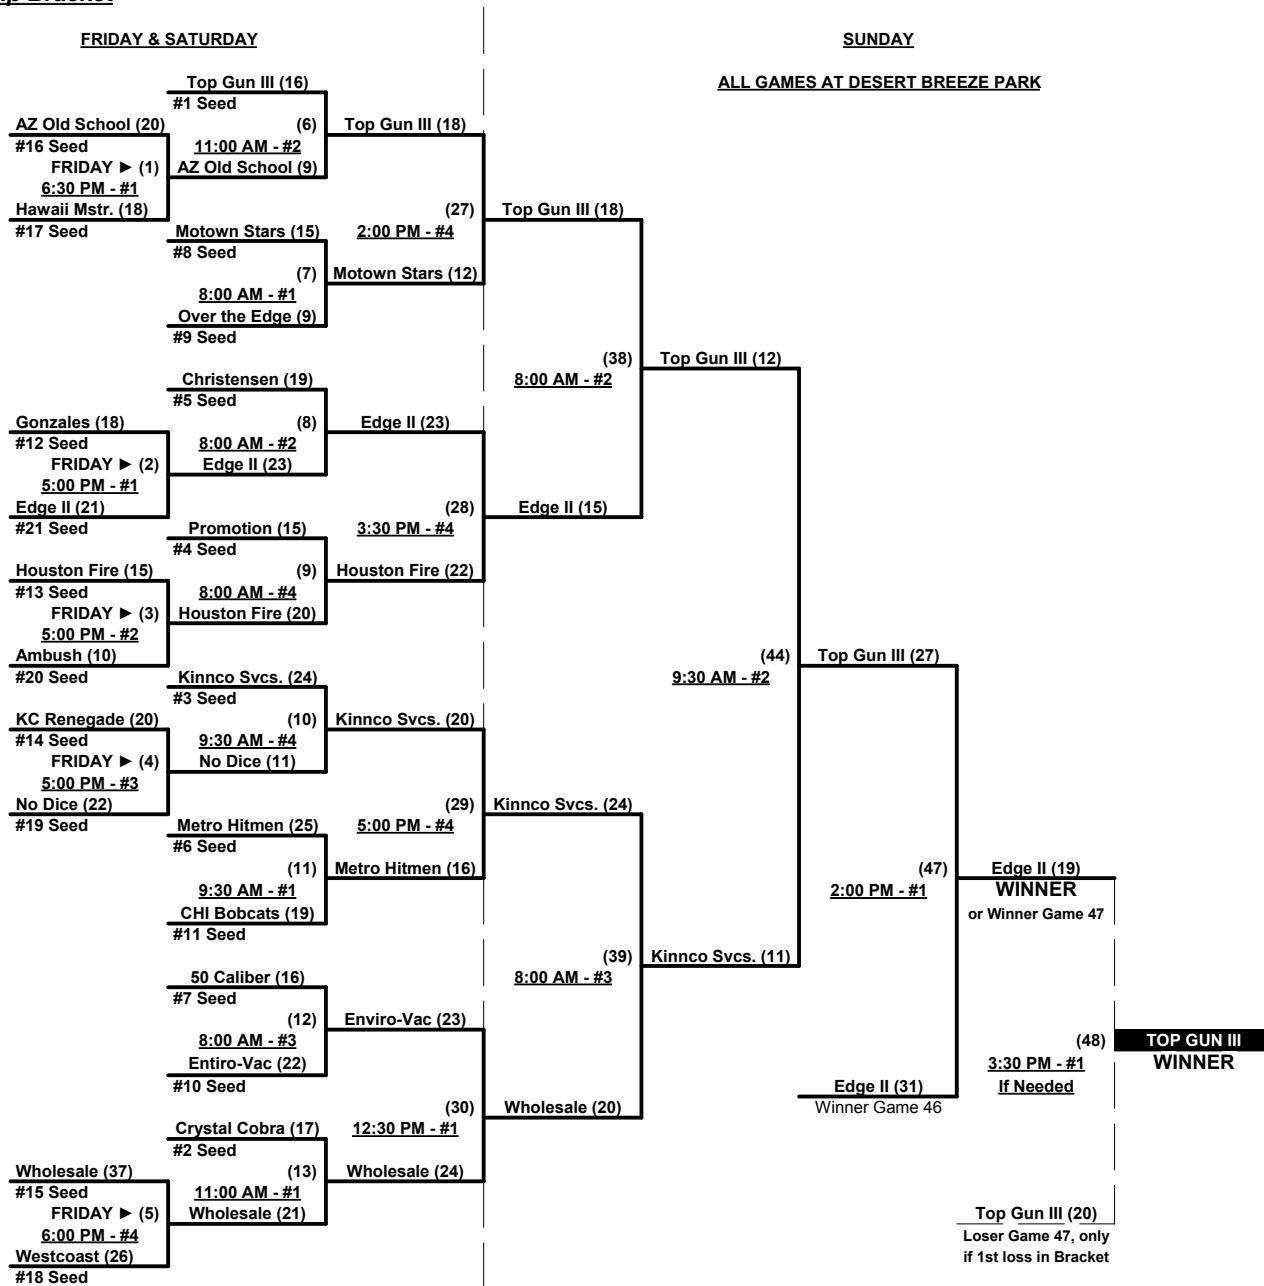 FRIDAY & SATURDAY
SUNDAY
ALL GAMES AT DESERT BREEZE PARK
Top Gun III (16)
#1 Seed
AZ Old School (20)
#16 Seed
FRIDAY ► (1)
6:30 PM - #1
Hawaii Mstr. (18)
#17 Seed
(6)
11:00 AM - #2
AZ Old School (9)
Top Gun III (18)
Motown Stars (15)
#8 Seed
(7)
8:00 AM - #1
Over the Edge (9)
#9 Seed
(27)
2:00 PM - #4
Motown Stars (12)
Top Gun III (18)
Christensen (19)
#5 Seed
Gonzales (18)
#12 Seed
FRIDAY ► (2)
5:00 PM - #1
Edge II (21)
#21 Seed
(8)
8:00 AM - #2
Edge II (23)
Edge II (23)
Promotion (15)
#4 Seed
Houston Fire (15)
#13 Seed
FRIDAY ► (3)
5:00 PM - #2
Ambush (10)
#20 Seed
(9)
8:00 AM - #4
Houston Fire (20)
(28)
3:30 PM - #4
Houston Fire (22)
Edge II (15)
(38)
8:00 AM - #2
Top Gun III (12)
Kinnco Svcs. (24)
#3 Seed
KC Renegade (20)
#14 Seed
FRIDAY ► (4)
5:00 PM - #3
No Dice (22)
#19 Seed
(10)
9:30 AM - #4
No Dice (11)
Kinnco Svcs. (20)
Metro Hitmen (25)
#6 Seed
(11)
9:30 AM - #1
CHI Bobcats (19)
#11 Seed
(29)
5:00 PM - #4
Metro Hitmen (16)
Kinnco Svcs. (24)
50 Caliber (16)
#7 Seed
(12)
8:00 AM - #3
Entiro-Vac (22)
#10 Seed
Enviro-Vac (23)
Crystal Cobra (17)
#2 Seed
Wholesale (37)
#15 Seed
FRIDAY ► (5)
6:00 PM - #4
Westcoast (26)
#18 Seed
(13)
11:00 AM - #1
Wholesale (21)
(30)
12:30 PM - #1
Wholesale (24)
Wholesale (20)
(39)
8:00 AM - #3
Kinnco Svcs. (11)
(44)
9:30 AM - #2
Top Gun III (27)
(47)
2:00 PM - #1
Edge II (31)
Winner Game 46
Edge II (19)
WINNER
or Winner Game 47
(48)
3:30 PM - #1
If Needed
TOP GUN III
WINNER
Top Gun III (20)
Loser Game 47, only
if 1st loss in Bracket